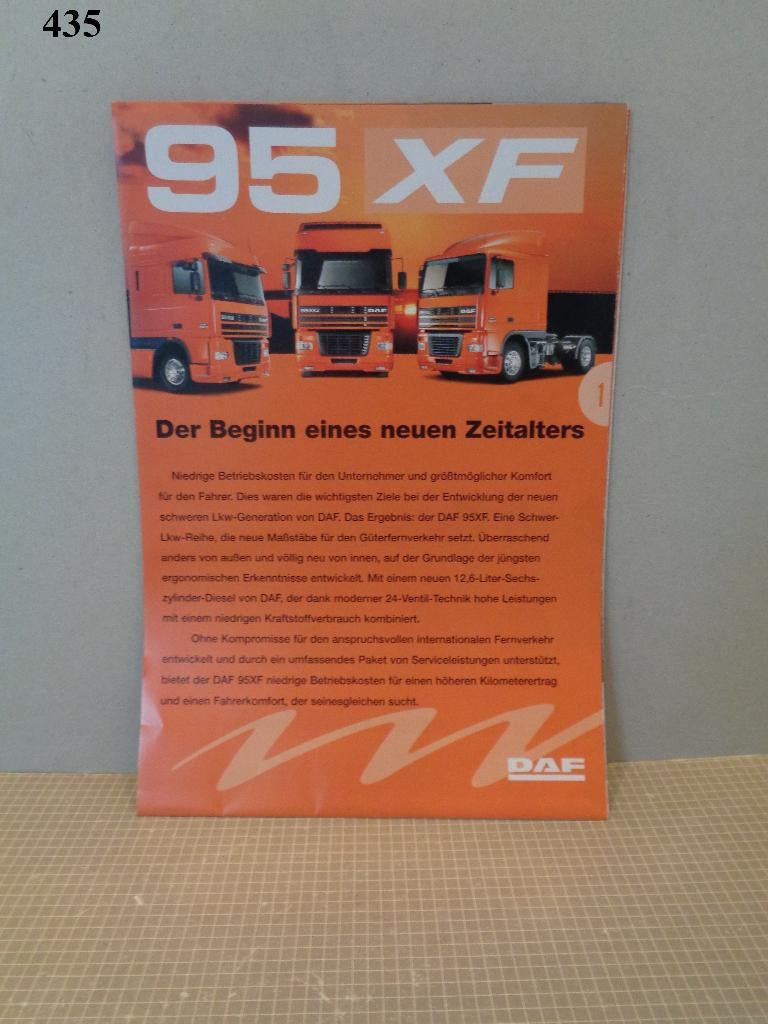 435
95 XF
DAF
DAF
1
Der Beginn eines neuen Zeitalters
Niedrige Betriebskosten für den Unternehmer und größtmöglicher Komfort
für den Fahrer. Dies waren die wichtigsten Ziele bei der Entwicklung der neuen
schweren Lkw-Generation von DAF. Das Ergebnis: der DAF 95XF. Eine Schwer-
Lkw-Reihe, die neue Maßstäbe für den Güterfernverkehr setzt. Überraschend
anders von außen und völlig neu von innen, auf der Grundlage der jüngsten
ergonomischen Erkenntnisse entwickelt. Mit einem neuen 12,6-Liter-Sechs-
zylinder-Diesel von DAF, der dank moderner 24-Ventil-Technik hohe Leistungen
mit einem niedrigen Kraftstoffverbrauch kombiniert.
Ohne Kompromisse für den anspruchsvollen internationalen Fernverkehr
entwickelt und durch ein umfassendes Paket von Serviceleistungen unterstützt,
bietet der DAF 95XF niedrige Betriebskosten für einen höheren Kilometerertrag
und einen Fahrerkomfort, der seinesgleichen sucht.
DAF